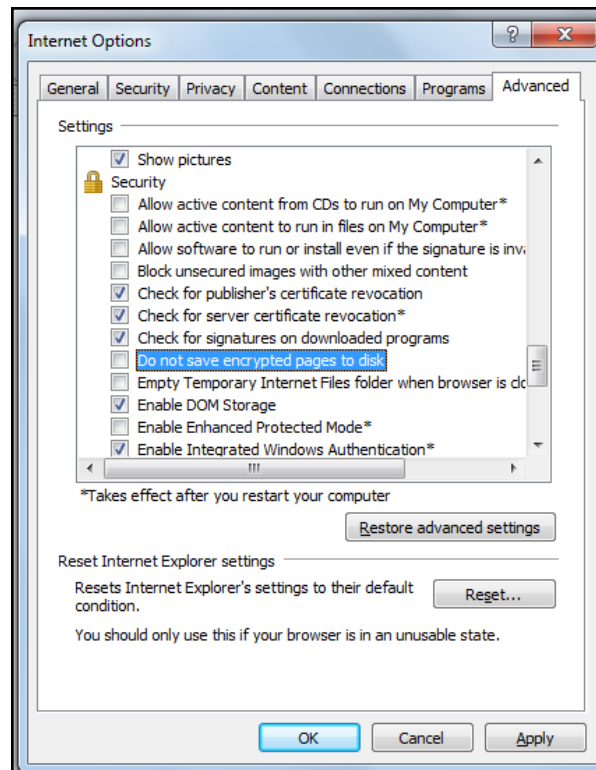 Internet Options
General Security Privacy Content Connections Programs Advanced
Settings
Show pictures
Security
Allow active content from CDs to run on My Computer*
Allow active content to run in files on My Computer*
Allow software to run or install even if the signature is inva
Block unsecured images with other mixed content
Check for publisher's certificate revocation
Check for server certificate revocation*
Check for signatures on downloaded programs
Do not save encrypted pages to disk
Empty Temporary Internet Files folder when browser is clo
Enable DOM Storage
Enable Enhanced Protected Mode*
Enable Integrated Windows Authentication*
*Takes effect after you restart your computer
Restore advanced settings
Reset Internet Explorer settings
Resets Internet Explorer's settings to their default
condition.
Reset...
You should only use this if your browser is in an unusable state.
OK Cancel Apply